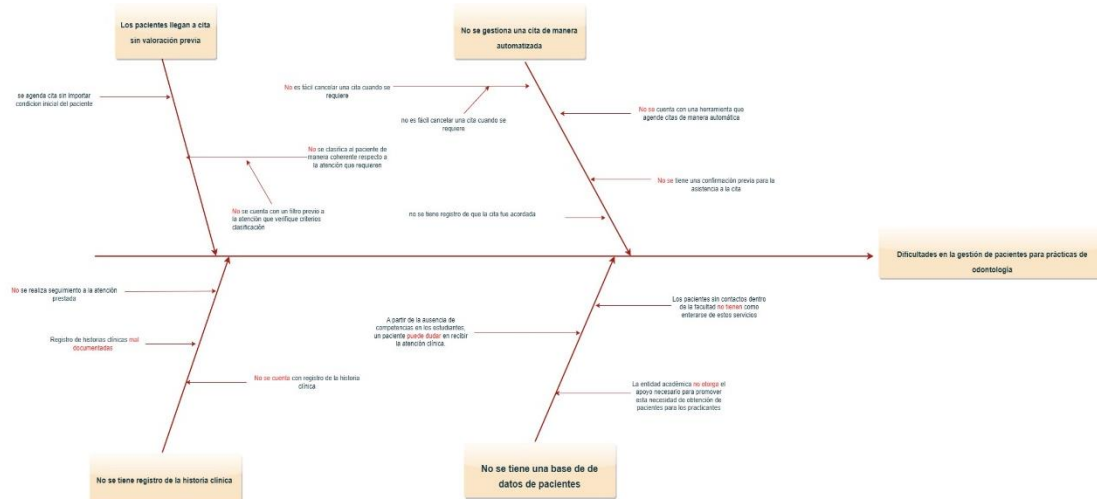 Los pacientes llegan a cita
sin valoración previa
No se gestiona una cita de manera
automatizada
se agenda cita sin importar
condicion inicial del paciente
No es fácil cancelar una cita cuando se
requiere
no es fácil cancelar una cita cuando se
requiere
No se cuenta con una herramienta que
agende citas de manera automática
No se clasifica al paciente de
manera coherente respecto a
la atención que requieren
No se tiene una confirmación previa para la
asistencia a la cita
No se cuenta con un filtro previo a
la atención que verifique criterios
clasificación
no se tiene registro de que la cita fue acordada
Dificultades en la gestión de pacientes para prácticas de
odontología
No se realiza seguimiento a la atención
prestada
Los pacientes sin contactos dentro
de la facultad no tienen como
enterarse de estos servicios
A partir de la ausencia de
competencias en los estudiantes,
un paciente puede dudar en recibir
la atención clínica.
Registro de historias clínicas mal
documentadas
No se cuenta con registro de la historia
clínica
La entidad académica no otorga el
apoyo necesario para promover
esta necesidad de obtención de
pacientes para los practicantes
No se tiene registro de la historia clínica
No se tiene una base de de
datos de pacientes